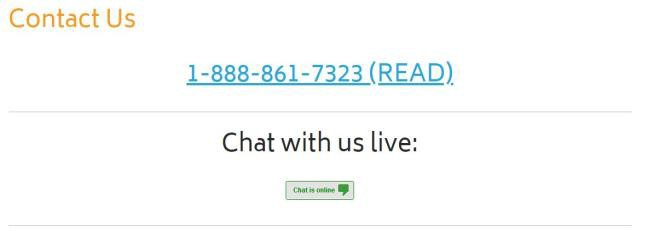 Contact Us
1-888-861-7323 (READ)
Chat with us live:
Chat is online